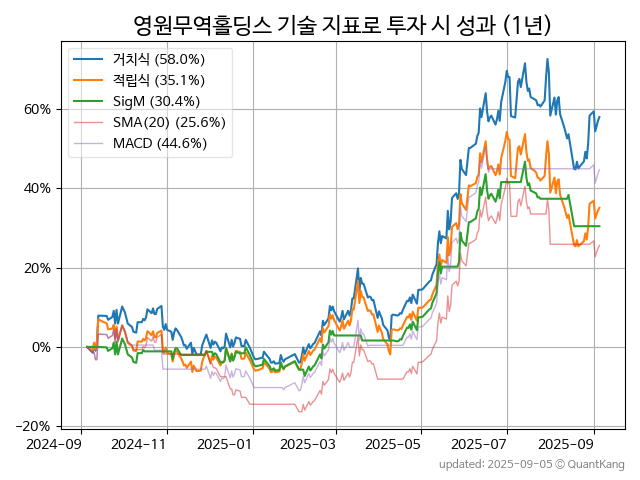 영원무역홀딩스 기술 지표로 투자 시 성과 (1년)
거치식 (58.0%)
적립식 (35.1%)
SigM (30.4%)
SMA(20) (25.6%)
MACD (44.6%)
60%
40%
20%
0%
−20%
2024-09 2024-11 2025-01 2025-03 2025-05 2025-07 2025-09
updated: 2025-09-05 © QuantKang